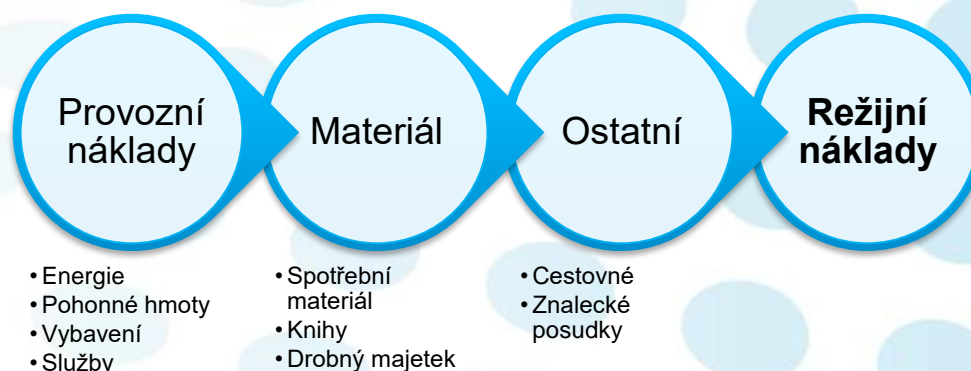 Provozní
náklady
• Energie
• Pohonné hmoty
• Vybavení
• Služby
Materiál
• Spotřební
materiál
• Knihy
• Drobný majetek
Ostatní
• Cestovné
• Znalecké
posudky
Režijní
náklady